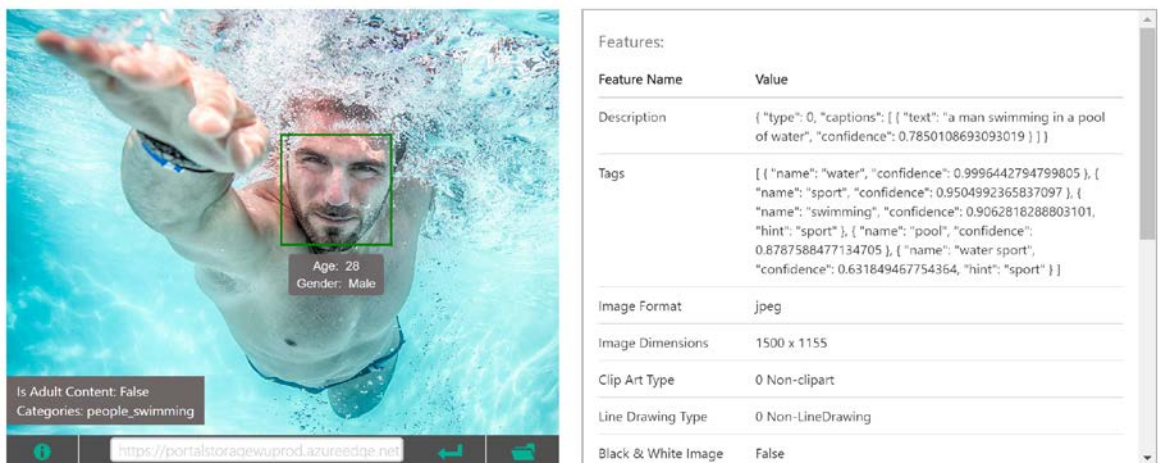 Age: 28
Gender: Male
Is Adult Content: False
Categories: people_swimming
https://portalstoragewuprod.azureedge.net
Features:
Feature Name Value
Description { "type": 0, "captions": [ { "text": "a man swimming in a pool
of water", "confidence": 0.7850108693093019 } ] }
Tags [ { "name": "water", "confidence": 0.9996442794799805 }, {
"name": "sport", "confidence": 0.9504992365837097 }, {
"name": "swimming", "confidence": 0.9062818288803101,
"hint": "sport" }, { "name": "pool", "confidence":
0.8787588477134705 }, { "name": "water sport",
"confidence": 0.631849467754364, "hint": "sport" } ]
Image Format jpeg
Image Dimensions 1500 x 1155
Clip Art Type 0 Non-clipart
Line Drawing Type 0 Non-LineDrawing
Black & White Image False